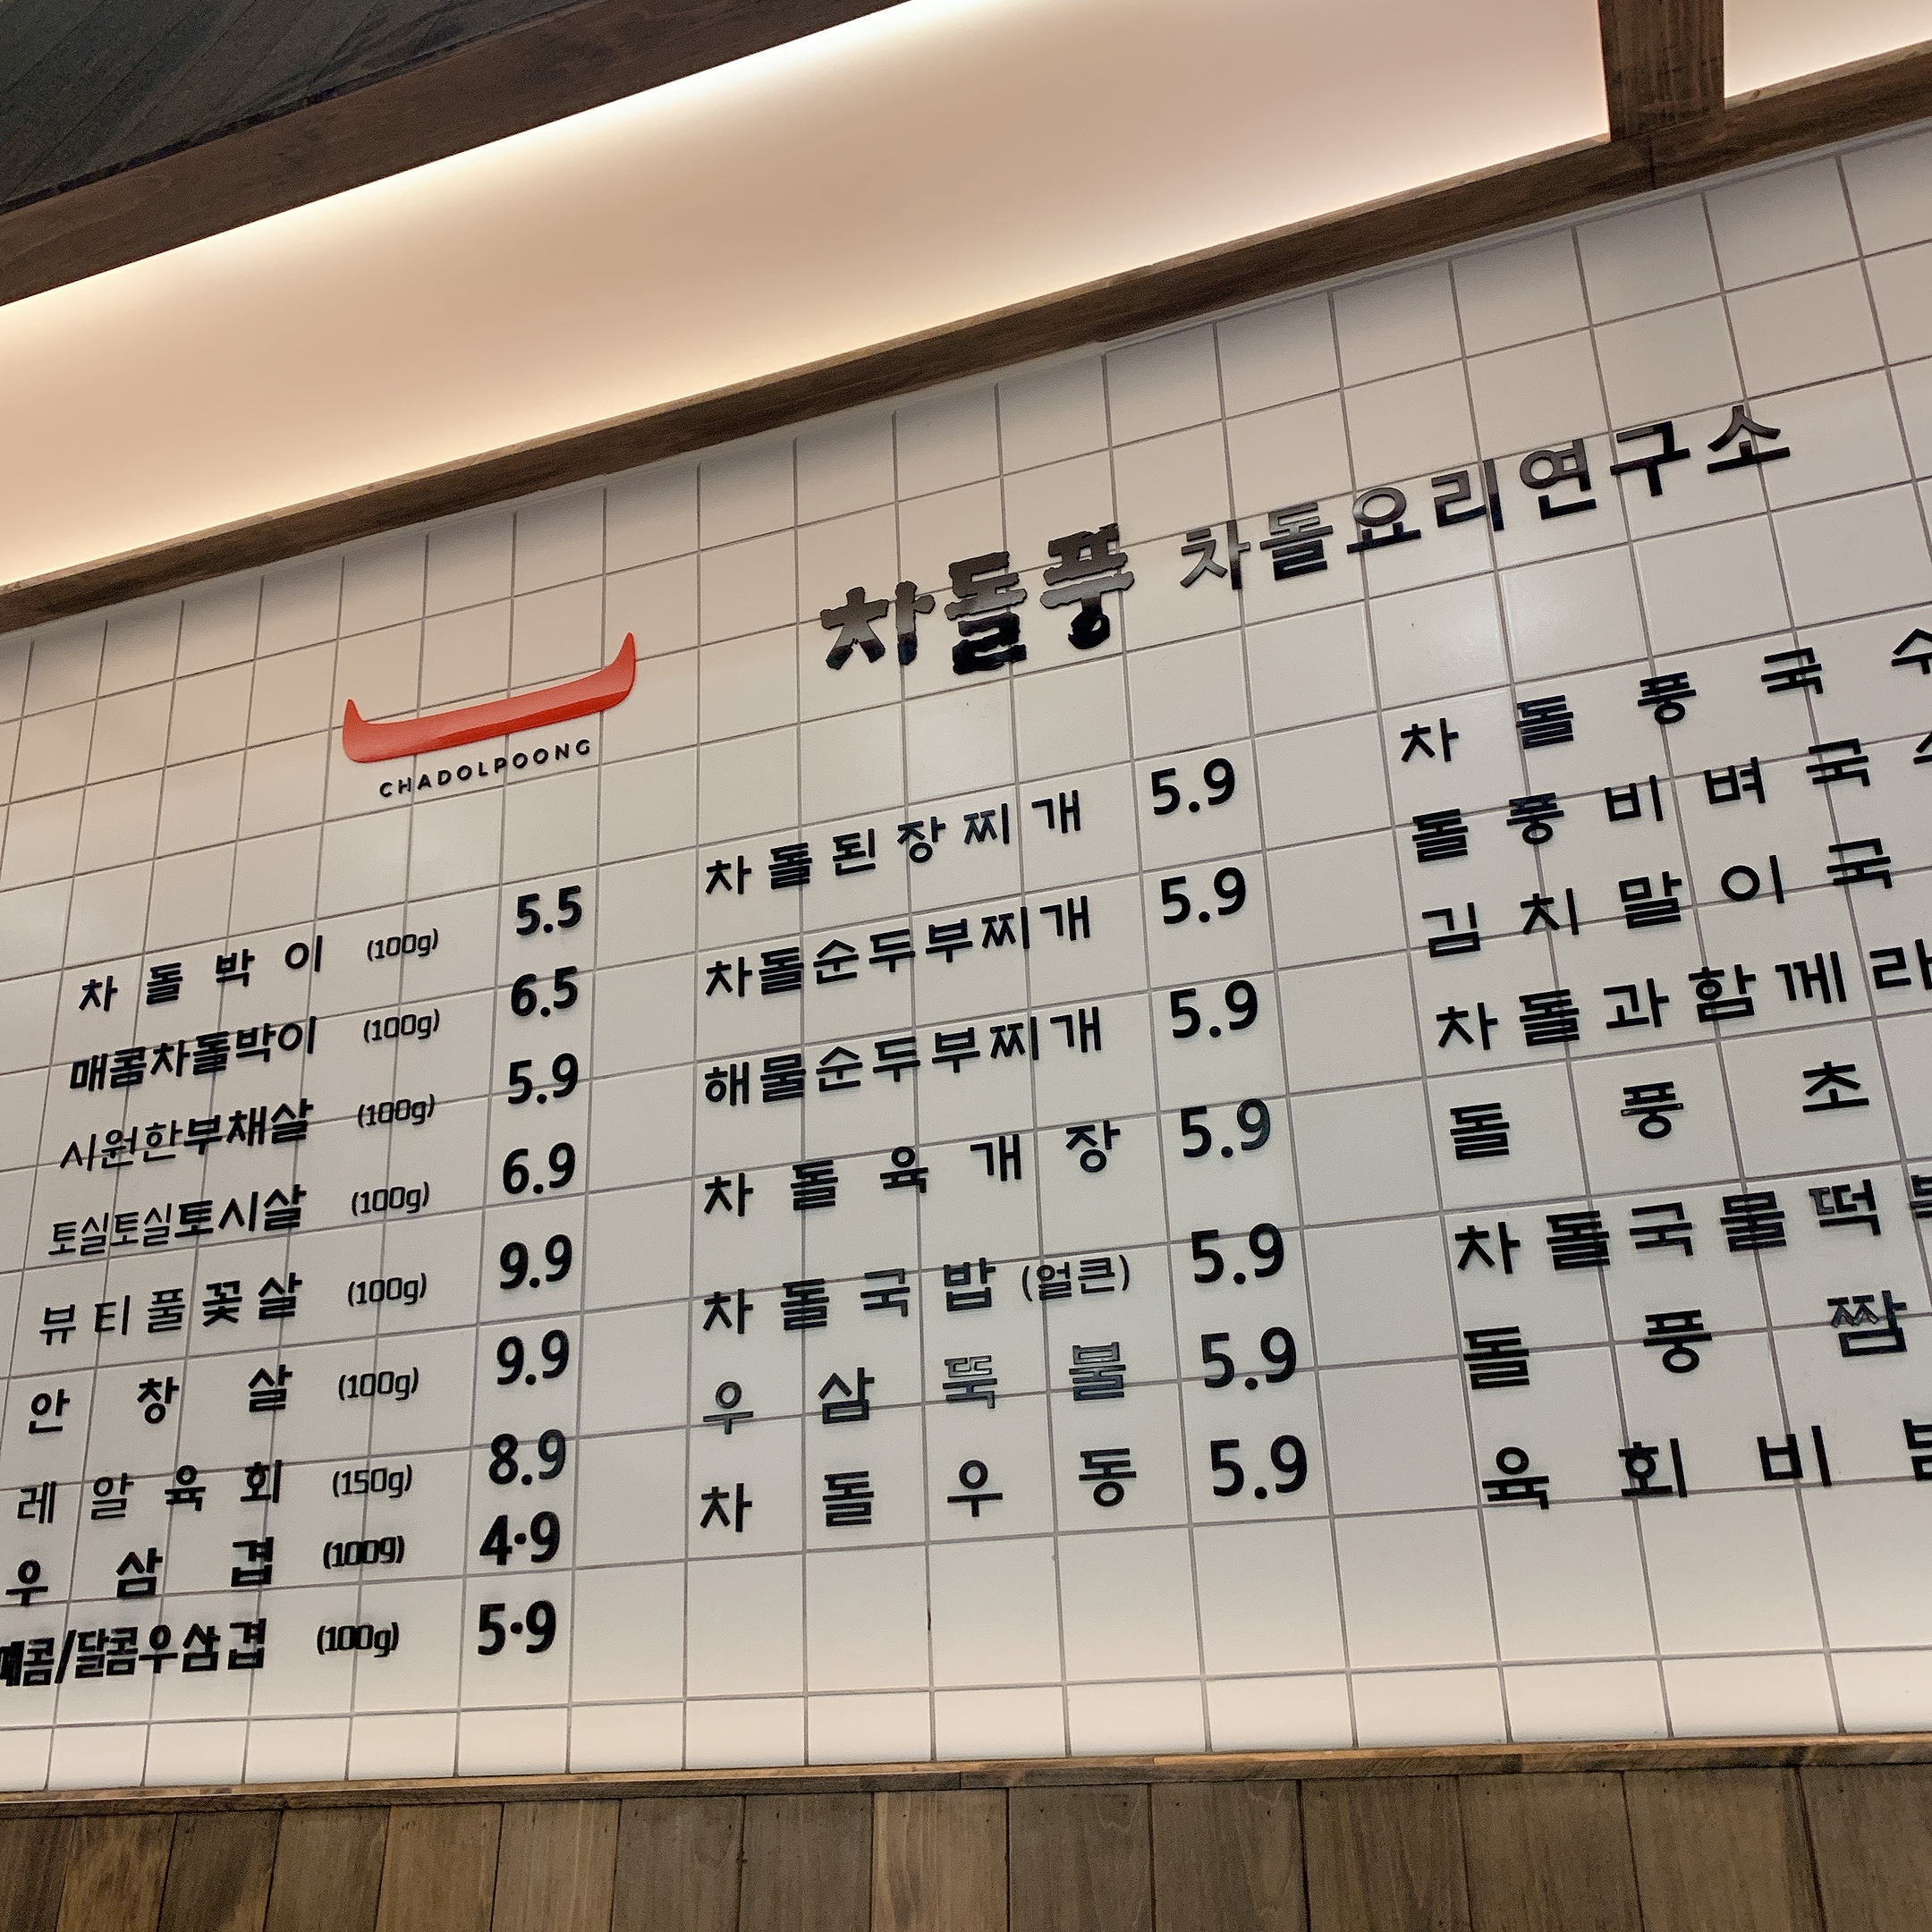 차돌풍 차돌요리연구소
CHADOLPOONG
차돌박이 (100g) 5.5
매콤차돌박이 (100g) 6.5
시원한부채살 (100g) 5.9
토실토실토시살 (100g) 6.9
뷰티풀꽃살 (100g) 9.9
안창살 (100g) 9.9
레알육회 (150g) 8.9
우삼겹 (100g) 4.9
매콤/달콤우삼겹 (100g) 5.9
차돌된장찌개 5.9
차돌순두부찌개 5.9
해물순두부찌개 5.9
차돌육개장 5.9
차돌국밥(얼큰) 5.9
우삼뚝불 5.9
차돌우동 5.9
차돌풍국수
돌풍비벼국
김치말이국
차돌과함께라
돌풍초
차돌국물떡
돌풍짬
육회비